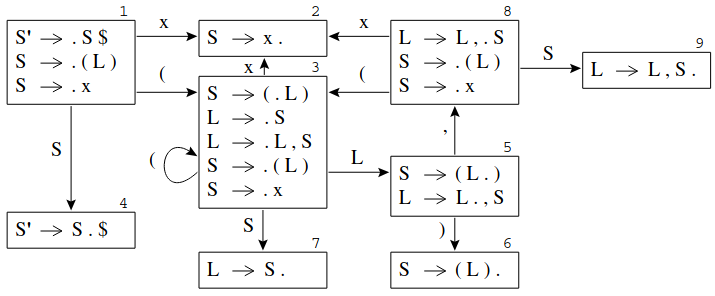 1
S' → . S $
S → . ( L )
S → . x
x
(
S
2
S → x .
x
3
S → ( . L )
L → . S
L → . L , S
S → . ( L )
S → . x
(
L
S
x
(
8
L → L , . S
S → . ( L )
S → . x
S
9
L → L , S .
,
5
S → ( L . )
L → L . , S
)
4
S' → S . $
7
L → S .
6
S → ( L ) .